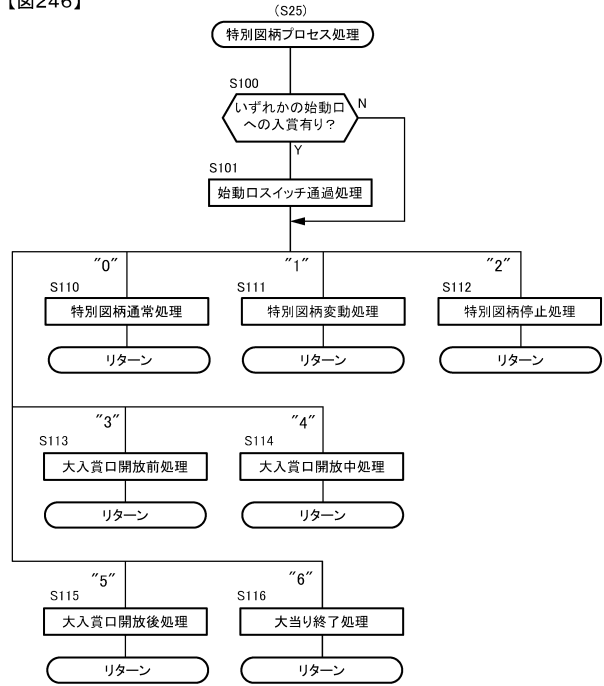 【図246】
(S25)
特別図柄プロセス処理
S100
いずれかの始動口
への入賞有り?
N
Y
S101
始動口スイッチ通過処理
"0"
"1"
"2"
S110
S111
S112
特別図柄通常処理
特別図柄変動処理
特別図柄停止処理
リターン
リターン
リターン
"3"
"4"
S113
S114
大入賞口開放前処理
大入賞口開放中処理
リターン
リターン
"5"
"6"
S115
S116
大入賞口開放後処理
大当り終了処理
リターン
リターン